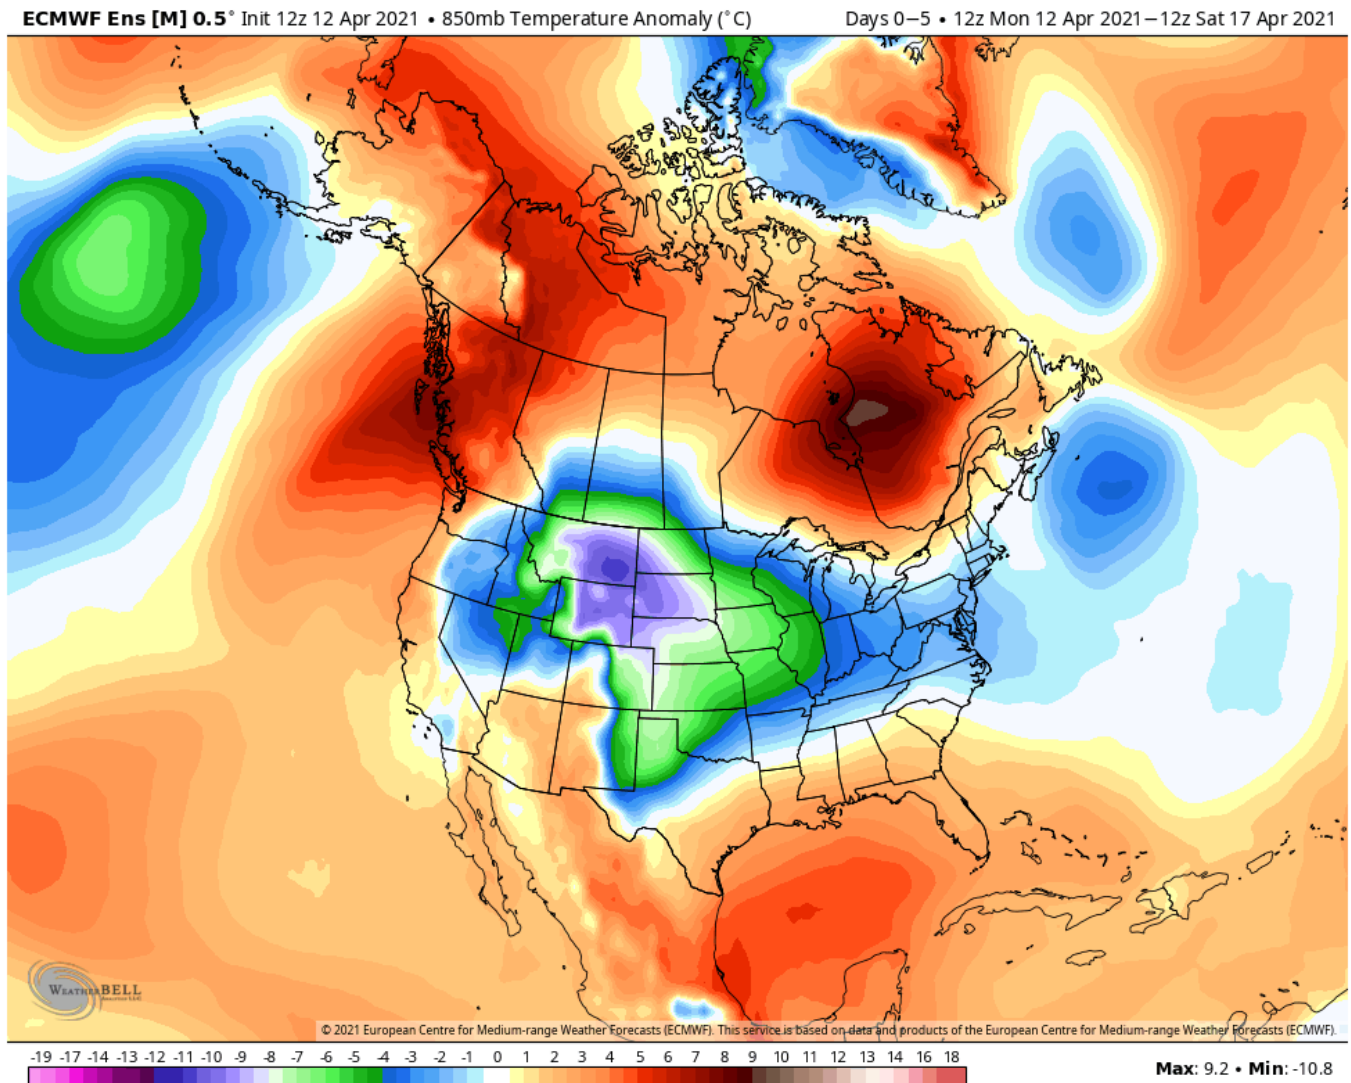 ECMWF Ens [M] 0.5° Init 12z 12 Apr 2021 • 850mb Temperature Anomaly (°C) Days 0−5 • 12z Mon 12 Apr 2021−12z Sat 17 Apr 2021
WEATHERBELL
© 2021 European Centre for Medium-range Weather Forecasts (ECMWF). This service is based on data and products of the European Centre for Medium-range Weather Forecasts (ECMWF).
-19 -17 -14 -13 -12 -11 -10 -9 -8 -7 -6 -5 -4 -3 -2 -1 0 1 2 3 4 5 6 7 8 9 10 11 12 13 14 16 18
Max: 9.2 • Min: -10.8